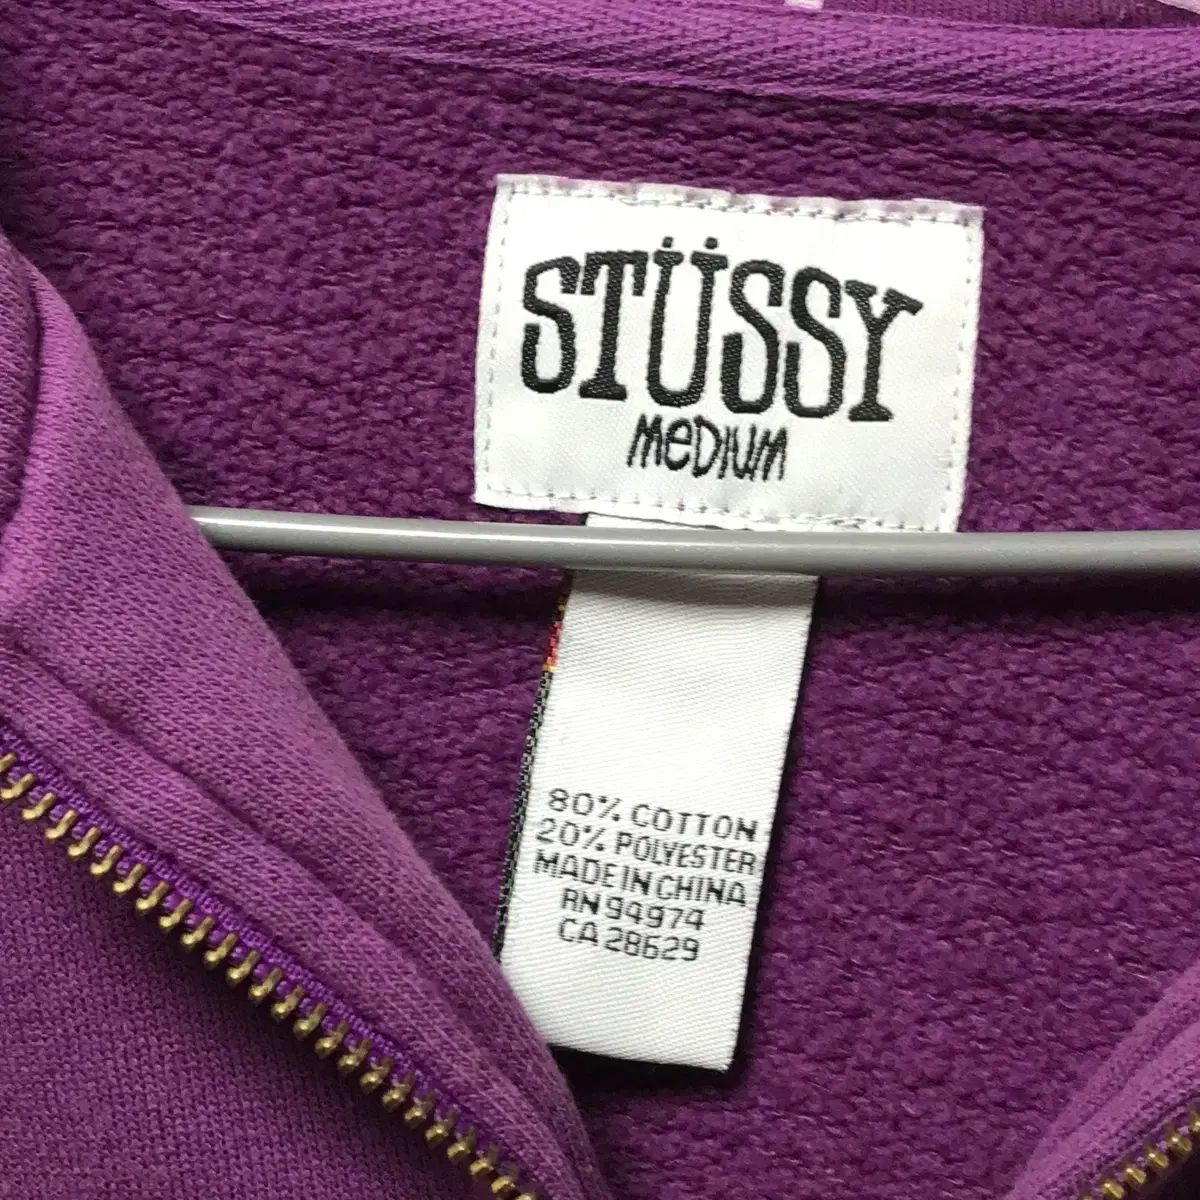 STÜSSY
MEDIUM
80% COTTON
20% POLYESTER
MADE IN CHINA
RN 94974
CA 28629